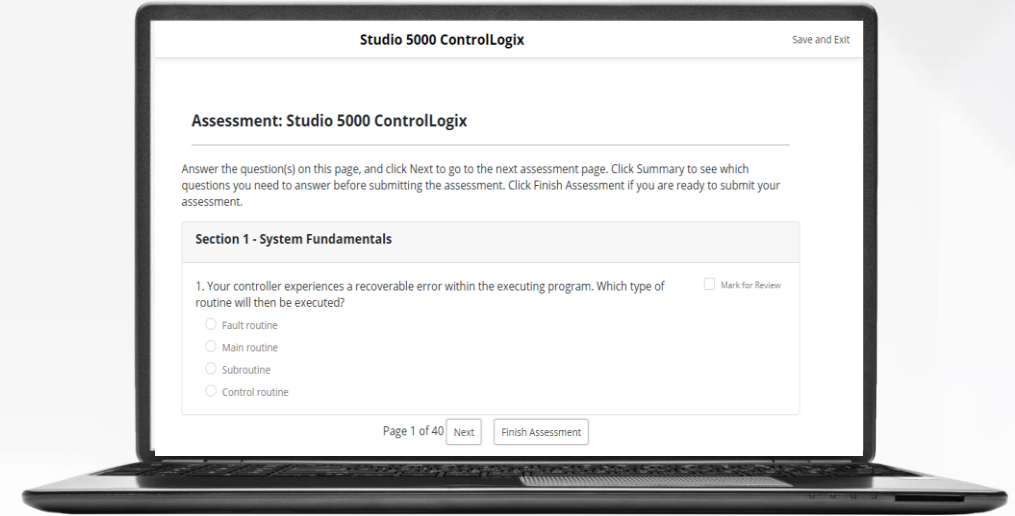 Studio 5000 ControlLogix
Save and Exit
Assessment: Studio 5000 ControlLogix
Answer the question(s) on this page, and click Next to go to the next assessment page. Click Summary to see which
questions you need to answer before submitting the assessment. Click Finish Assessment if you are ready to submit your
assessment.
Section 1 - System Fundamentals
1. Your controller experiences a recoverable error within the executing program. Which type of
routine will then be executed?
Mark for Review
Fault routine
Main routine
Subroutine
Control routine
Page 1 of 40
Next
Finish Assessment